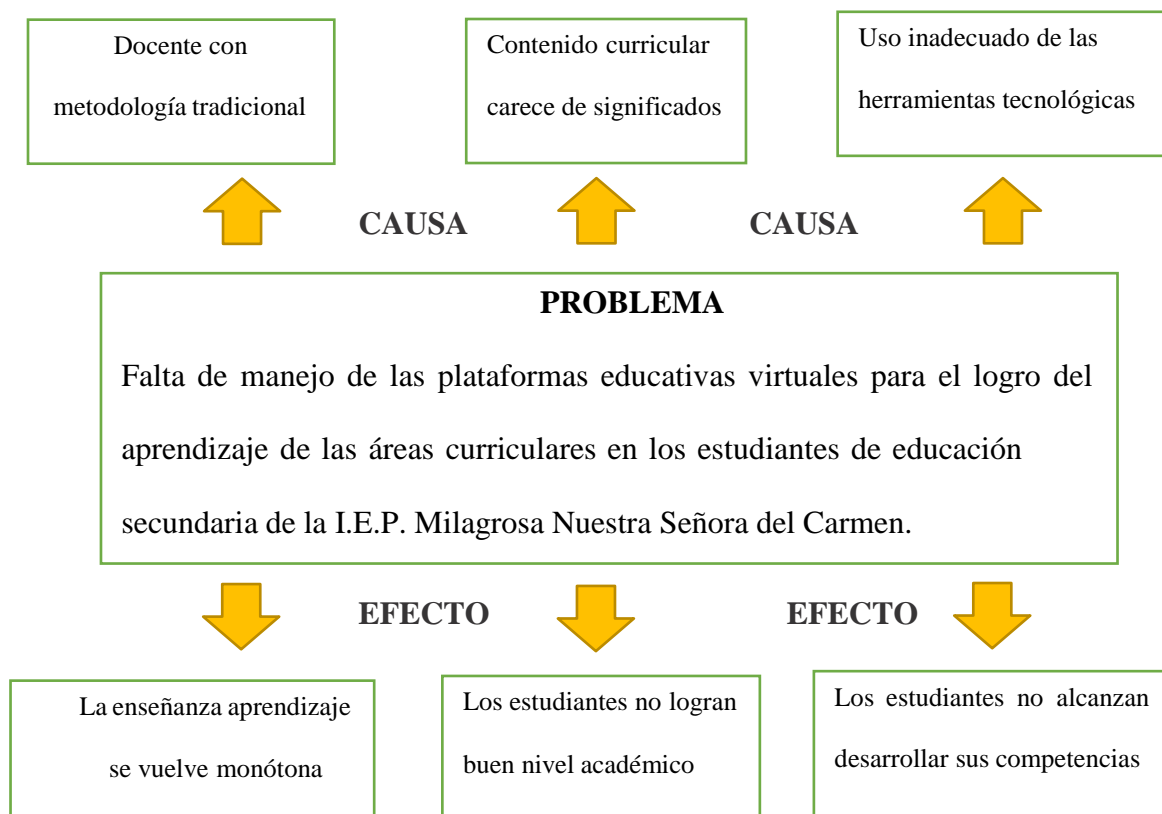 Docente con
metodología tradicional
Contenido curricular
carece de significados
Uso inadecuado de las
herramientas tecnológicas
CAUSA
CAUSA
PROBLEMA
Falta de manejo de las plataformas educativas virtuales para el logro del
aprendizaje de las áreas curriculares en los estudiantes de educación
secundaria de la I.E.P. Milagrosa Nuestra Señora del Carmen.
EFECTO
EFECTO
La enseñanza aprendizaje
se vuelve monótona
Los estudiantes no logran
buen nivel académico
Los estudiantes no alcanzan
desarrollar sus competencias